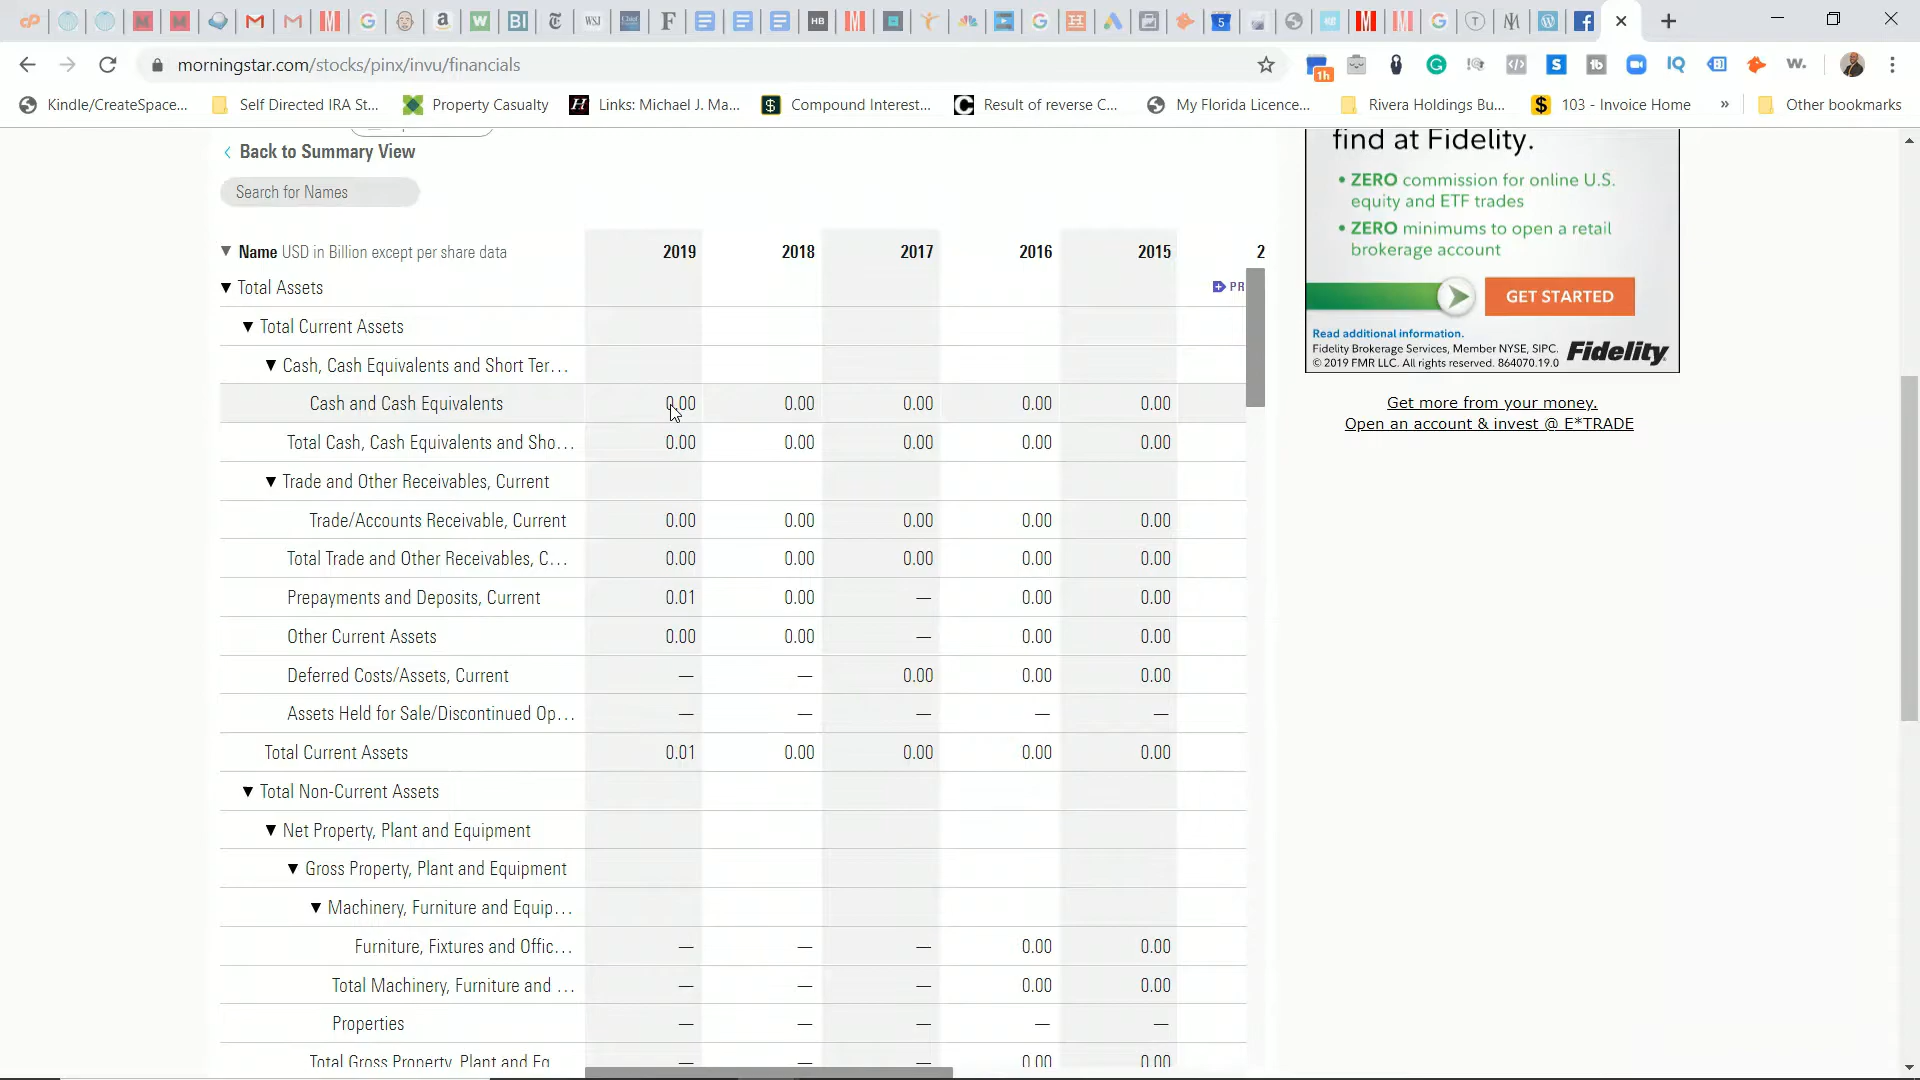 morningstar.com/stocks/pinx/invu/financials
1h
Kindle/CreateSpace...
Self Directed IRA St...
Property Casualty
Links: Michael J. Ma...
Compound Interest...
Result of reverse C...
My Florida Licence...
Rivera Holdings Bu...
103 - Invoice Home
»
Other bookmarks
Back to Summary View
Search for Names
Name USD in Billion except per share data 2019 2018 2017 2016 2015 2
Total Assets PR
Total Current Assets
Cash, Cash Equivalents and Short Ter...
Cash and Cash Equivalents 0.00 0.00 0.00 0.00 0.00
Total Cash, Cash Equivalents and Sho... 0.00 0.00 0.00 0.00 0.00
Trade and Other Receivables, Current
Trade/Accounts Receivable, Current 0.00 0.00 0.00 0.00 0.00
Total Trade and Other Receivables, C... 0.00 0.00 0.00 0.00 0.00
Prepayments and Deposits, Current 0.01 0.00 — 0.00 0.00
Other Current Assets 0.00 0.00 — 0.00 0.00
Deferred Costs/Assets, Current — — 0.00 0.00 0.00
Assets Held for Sale/Discontinued Op... — — — — —
Total Current Assets 0.01 0.00 0.00 0.00 0.00
Total Non-Current Assets
Net Property, Plant and Equipment
Gross Property, Plant and Equipment
Machinery, Furniture and Equip...
Furniture, Fixtures and Offic... — — — 0.00 0.00
Total Machinery, Furniture and ... — — — 0.00 0.00
Properties — — — — —
Total Gross Property, Plant and Eq — — — 0.00 0.00
find at Fidelity.
• ZERO commission for online U.S.
equity and ETF trades
• ZERO minimums to open a retail
brokerage account
GET STARTED
Read additional information.
Fidelity Brokerage Services, Member NYSE, SIPC.
© 2019 FMR LLC. All rights reserved. 864070.19.0
Fidelity
Get more from your money.
Open an account & invest @ E*TRADE